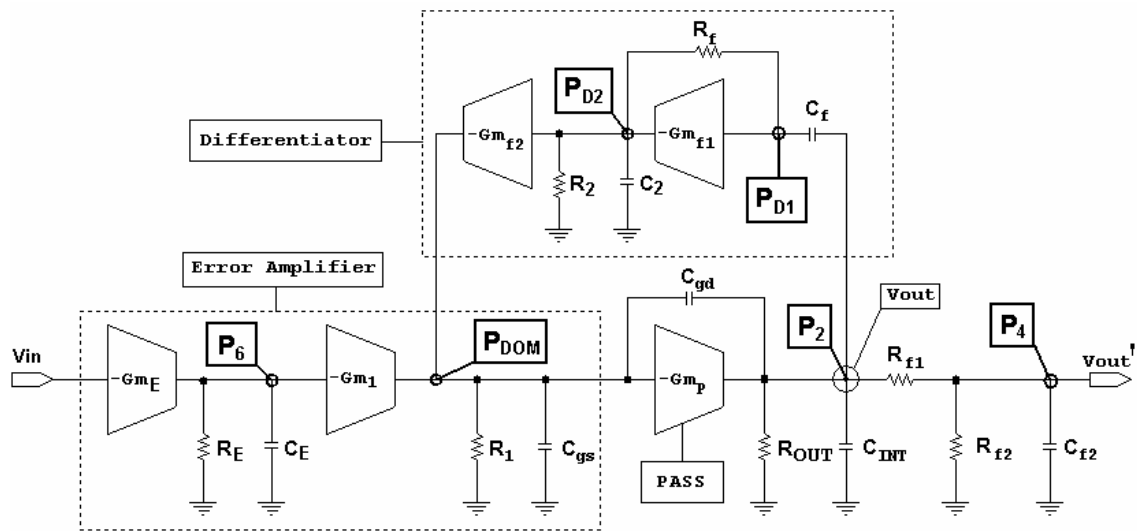 R_f
P_D2
C_f
Differentiator
-Gm_f2
-Gm_f1
R_2
C_2
P_D1
Error Amplifier
C_gd
Vout
P_6
P_DOM
P_2
P_4
Vin
R_f1
Vout'
-Gm_E
-Gm_1
-Gm_p
R_E
C_E
R_1
C_gs
R_OUT
C_INT
R_f2
C_f2
PASS